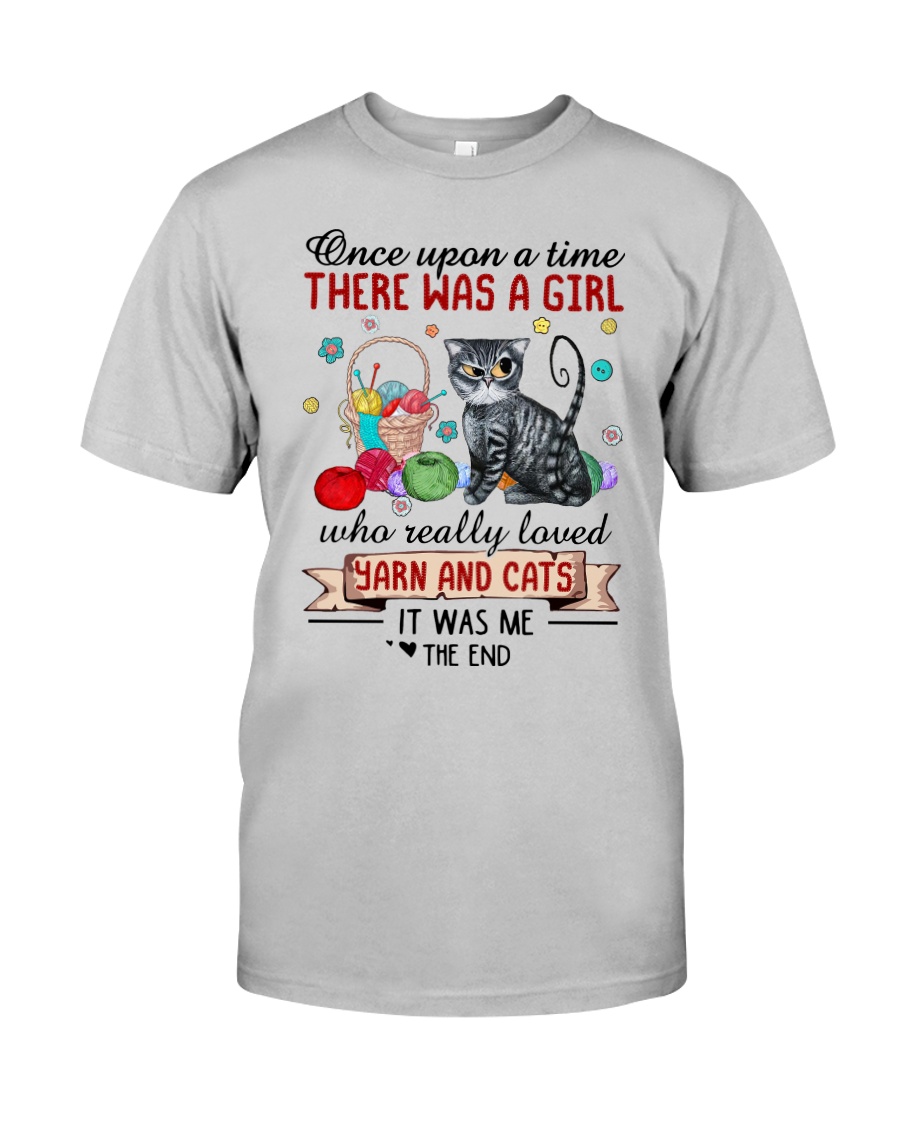 Once upon a time
THERE WAS A GIRL
who really loved
YARN AND CATS
IT WAS ME
THE END